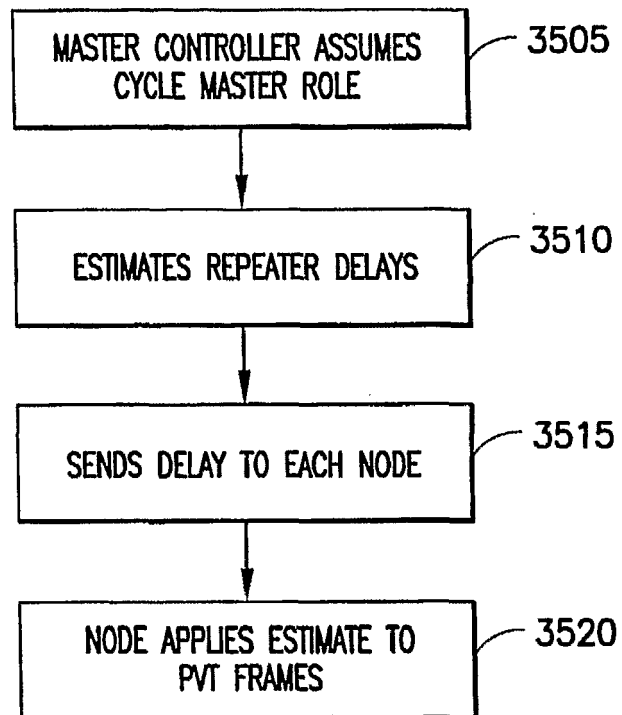 MASTER CONTROLLER ASSUMES
CYCLE MASTER ROLE
3505
ESTIMATES REPEATER DELAYS
3510
SENDS DELAY TO EACH NODE
3515
NODE APPLIES ESTIMATE TO
PVT FRAMES
3520